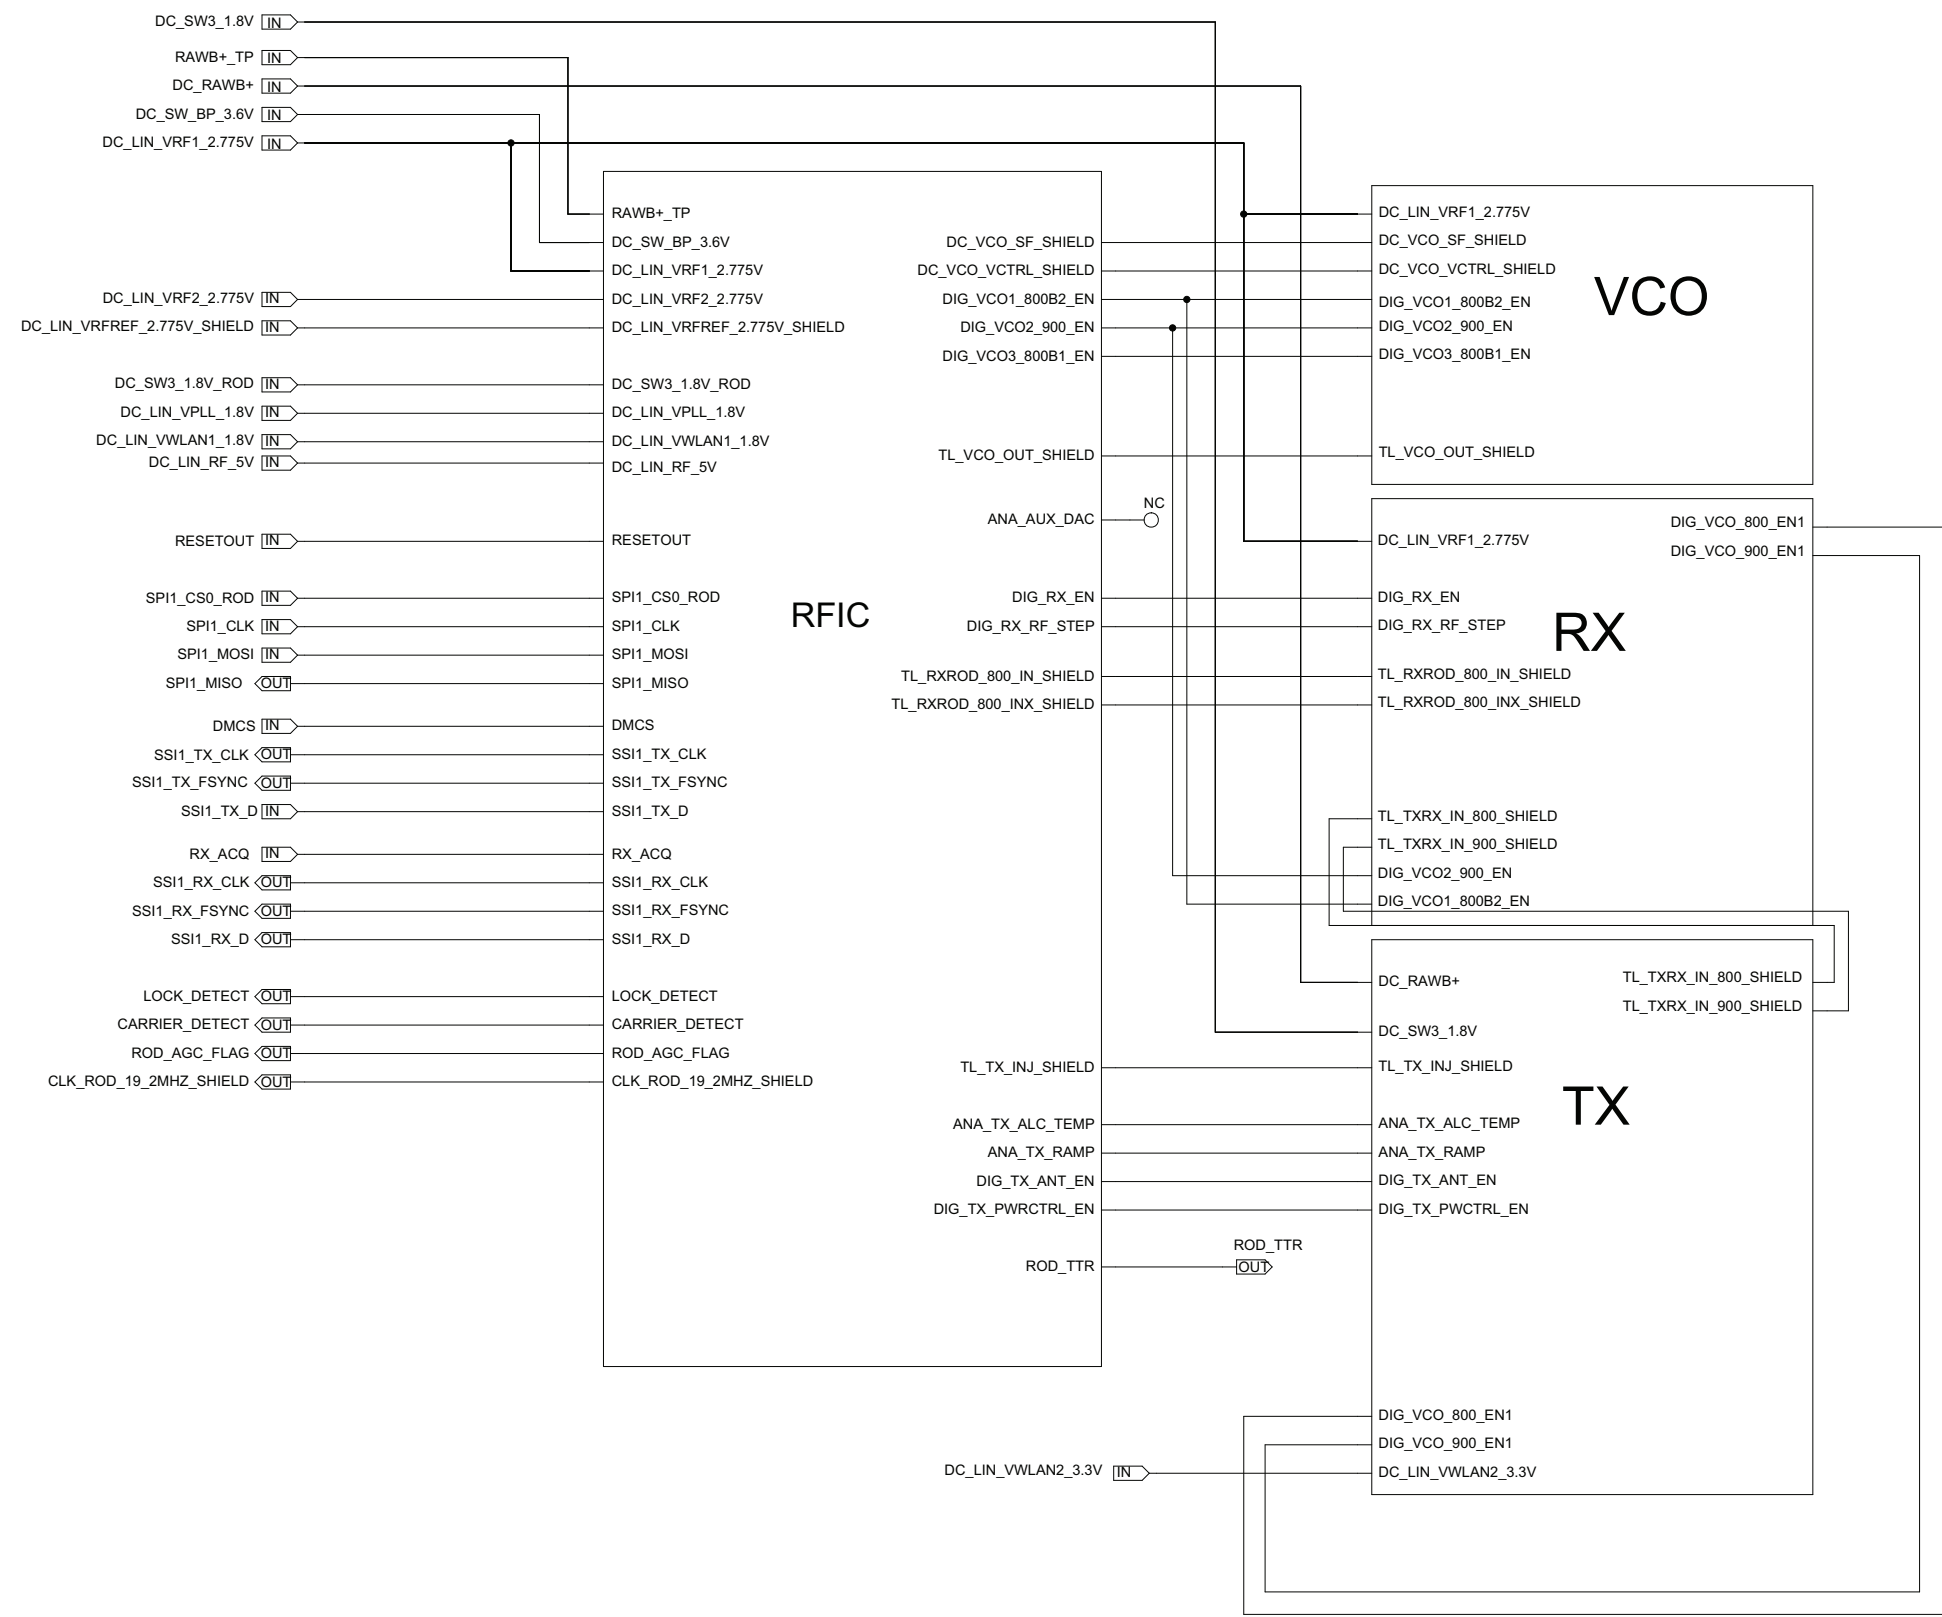 DC_SW3_1.8V IN
RAWB+_TP IN
DC_RAWB+ IN
DC_SW_BP_3.6V IN
DC_LIN_VRF1_2.775V IN
DC_LIN_VRF2_2.775V IN
DC_LIN_VRFREF_2.775V_SHIELD IN
DC_SW3_1.8V_ROD IN
DC_LIN_VPLL_1.8V IN
DC_LIN_VWLAN1_1.8V IN
DC_LIN_RF_5V IN
RESETOUT IN
SPI1_CS0_ROD IN
SPI1_CLK IN
SPI1_MOSI IN
SPI1_MISO OUT
DMCS IN
SSI1_TX_CLK OUT
SSI1_TX_FSYNC OUT
SSI1_TX_D IN
RX_ACQ IN
SSI1_RX_CLK OUT
SSI1_RX_FSYNC OUT
SSI1_RX_D OUT
LOCK_DETECT OUT
CARRIER_DETECT OUT
ROD_AGC_FLAG OUT
CLK_ROD_19_2MHZ_SHIELD OUT
RAWB+_TP
DC_SW_BP_3.6V
DC_LIN_VRF1_2.775V
DC_LIN_VRF2_2.775V
DC_LIN_VRFREF_2.775V_SHIELD
DC_SW3_1.8V_ROD
DC_LIN_VPLL_1.8V
DC_LIN_VWLAN1_1.8V
DC_LIN_RF_5V
RESETOUT
SPI1_CS0_ROD
SPI1_CLK
SPI1_MOSI
SPI1_MISO
DMCS
SSI1_TX_CLK
SSI1_TX_FSYNC
SSI1_TX_D
RX_ACQ
SSI1_RX_CLK
SSI1_RX_FSYNC
SSI1_RX_D
LOCK_DETECT
CARRIER_DETECT
ROD_AGC_FLAG
CLK_ROD_19_2MHZ_SHIELD
RFIC
DC_VCO_SF_SHIELD
DC_VCO_VCTRL_SHIELD
DIG_VCO1_800B2_EN
DIG_VCO2_900_EN
DIG_VCO3_800B1_EN
TL_VCO_OUT_SHIELD
ANA_AUX_DAC
NC
DIG_RX_EN
DIG_RX_RF_STEP
TL_RXROD_800_IN_SHIELD
TL_RXROD_800_INX_SHIELD
TL_TX_INJ_SHIELD
ANA_TX_ALC_TEMP
ANA_TX_RAMP
DIG_TX_ANT_EN
DIG_TX_PWRCTRL_EN
ROD_TTR
ROD_TTR
OUT
DC_LIN_VWLAN2_3.3V IN
DC_LIN_VRF1_2.775V
DC_VCO_SF_SHIELD
DC_VCO_VCTRL_SHIELD
DIG_VCO1_800B2_EN
DIG_VCO2_900_EN
DIG_VCO3_800B1_EN
TL_VCO_OUT_SHIELD
VCO
DIG_VCO_800_EN1
DIG_VCO_900_EN1
DC_LIN_VRF1_2.775V
DIG_RX_EN
DIG_RX_RF_STEP
RX
TL_RXROD_800_IN_SHIELD
TL_RXROD_800_INX_SHIELD
TL_TXRX_IN_800_SHIELD
TL_TXRX_IN_900_SHIELD
DIG_VCO2_900_EN
DIG_VCO1_800B2_EN
DC_RAWB+
TL_TXRX_IN_800_SHIELD
TL_TXRX_IN_900_SHIELD
DC_SW3_1.8V
TL_TX_INJ_SHIELD
TX
ANA_TX_ALC_TEMP
ANA_TX_RAMP
DIG_TX_ANT_EN
DIG_TX_PWCTRL_EN
DIG_VCO_800_EN1
DIG_VCO_900_EN1
DC_LIN_VWLAN2_3.3V